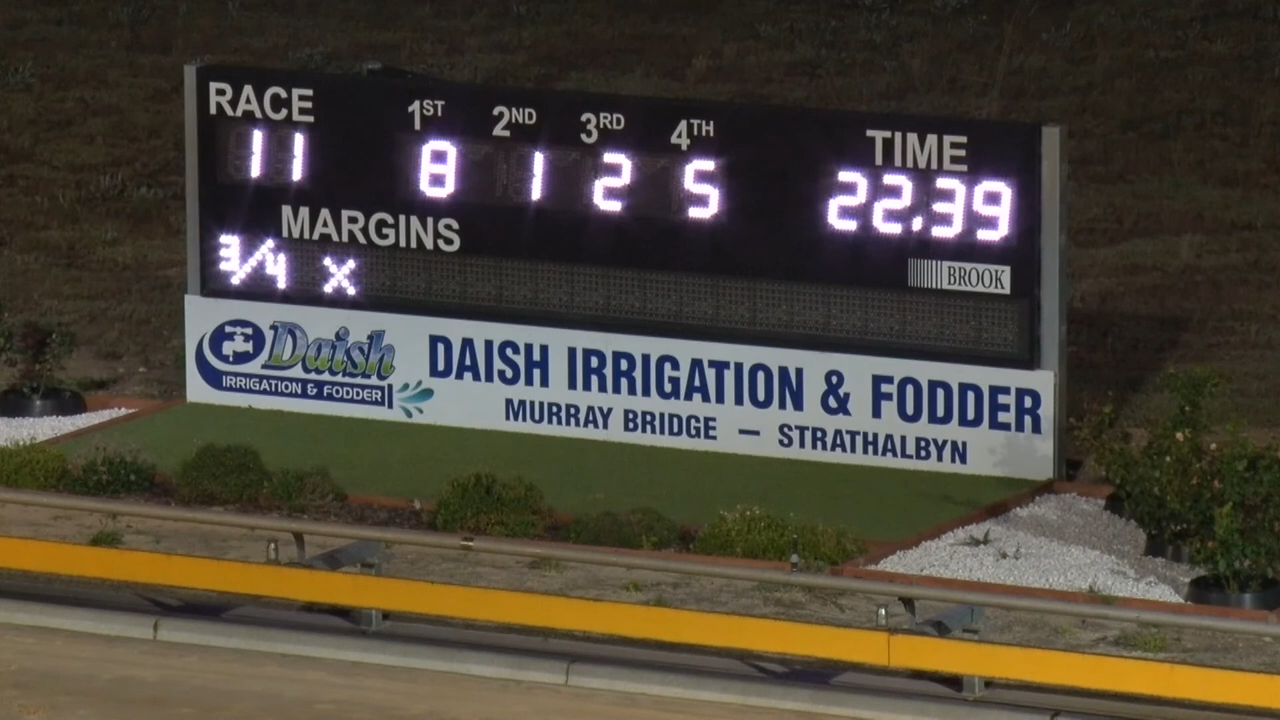 RACE 1ST 2ND 3RD 4TH TIME
11 8 1 2 5 22.39
MARGINS
3/4 X
BROOK
Daish
IRRIGATION & FODDER
DAISH IRRIGATION & FODDER
MURRAY BRIDGE — STRATHALBYN